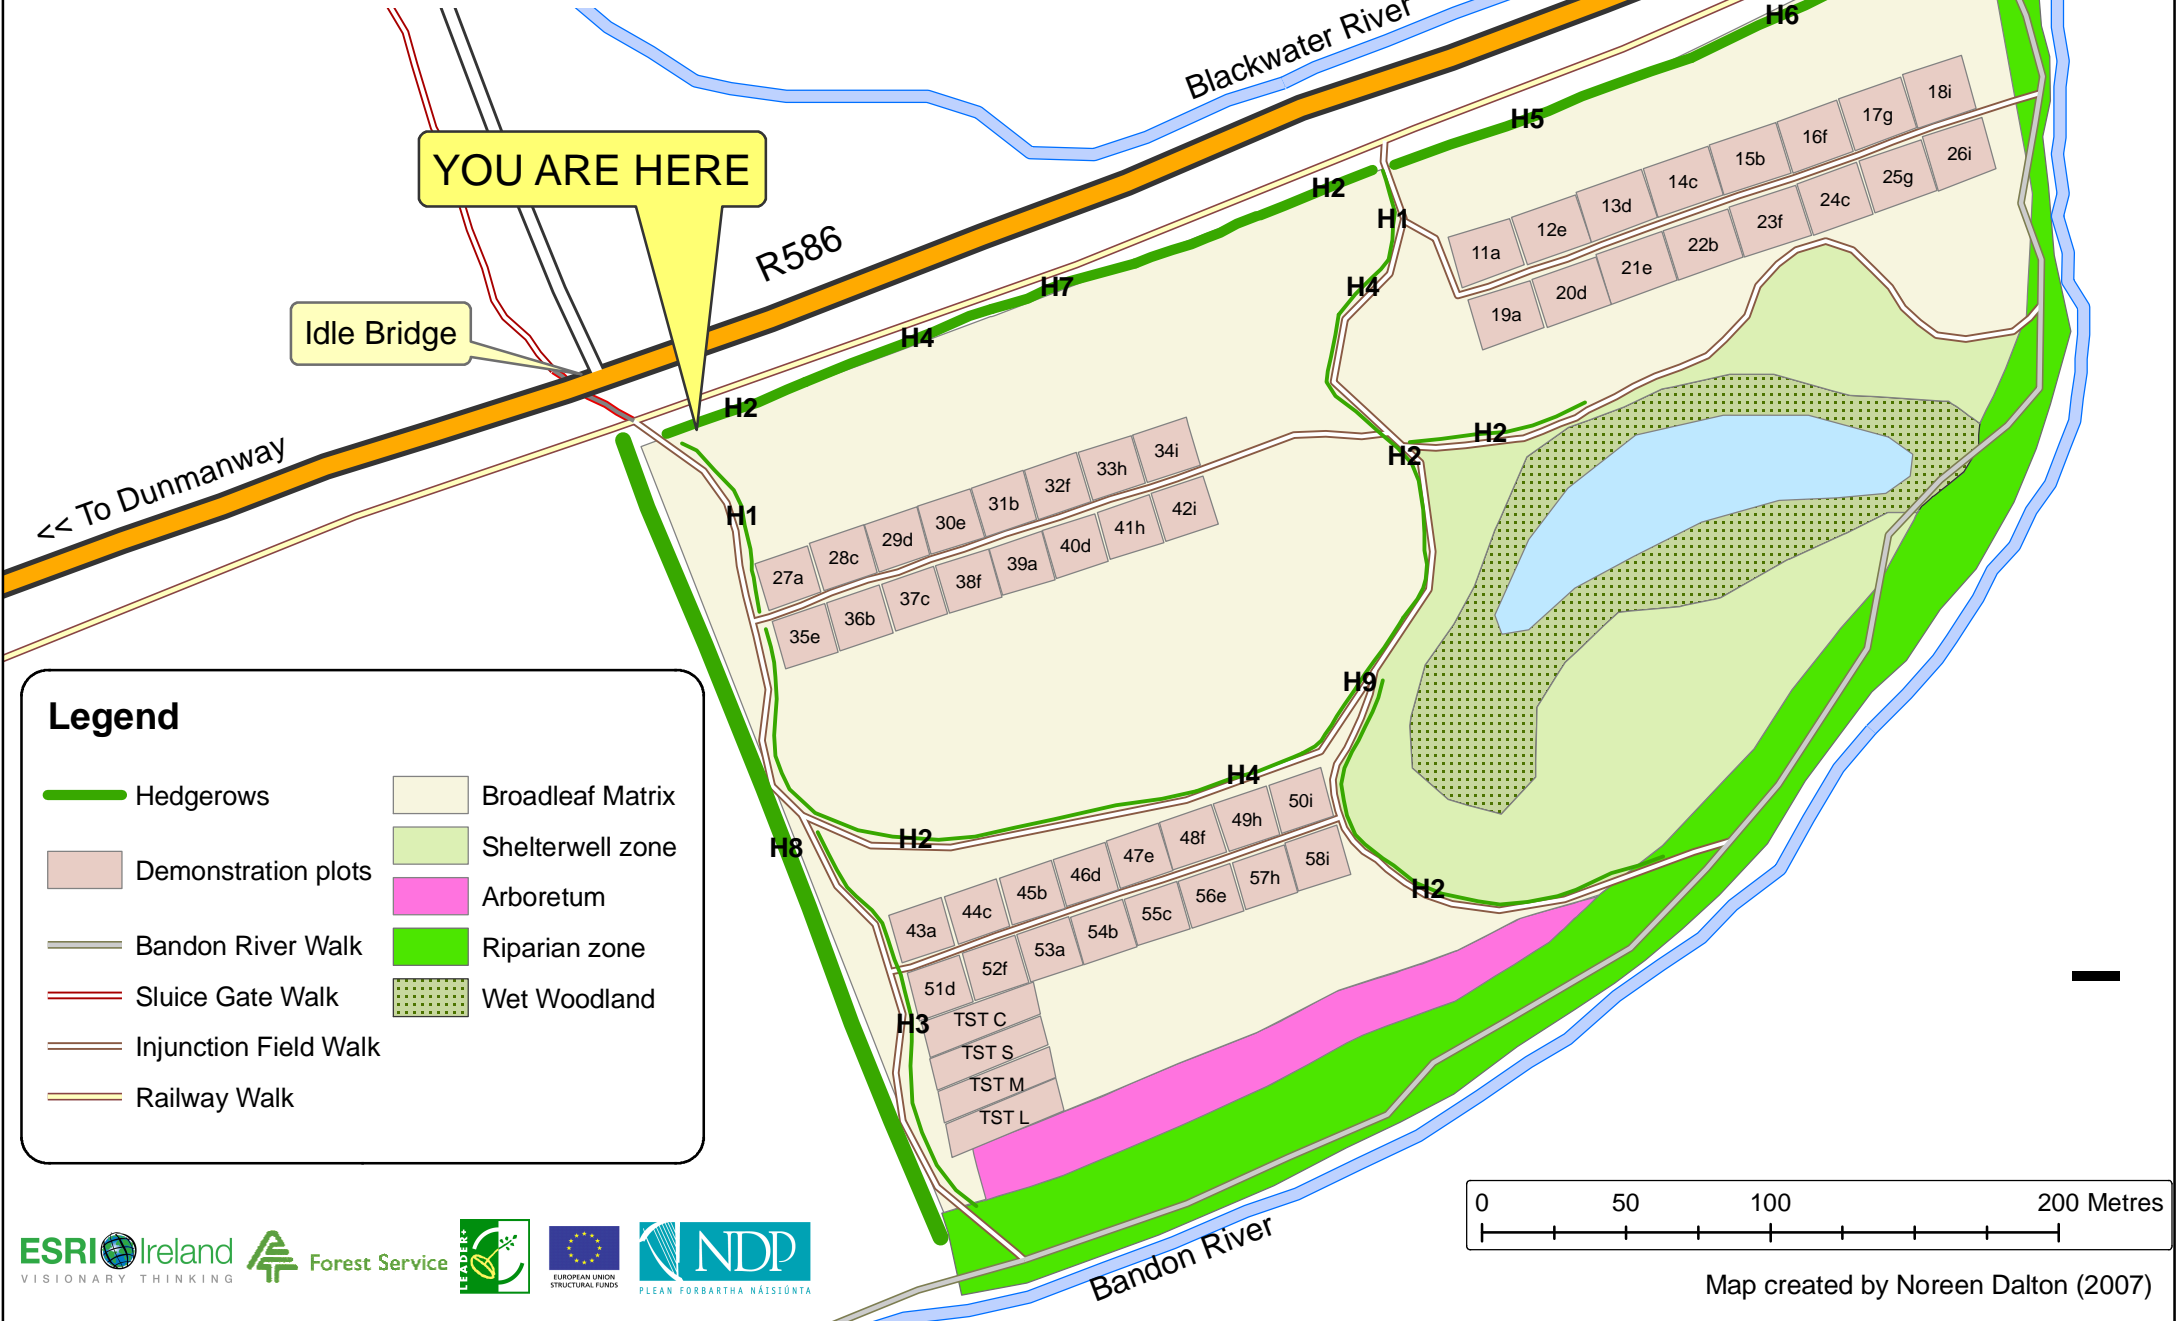 Blackwater River
H6
YOU ARE HERE
H5
H2
H1
R586
H7
H4
H4
Idle Bridge
H2
<< To Dunmanway
H1
H2
H2
18i
17g
16f
15b
14c
13d
12e
11a
26i
25g
24c
23f
22b
21e
20d
19a
34i
33h
32f
31b
30e
29d
28c
27a
42i
41h
40d
39a
38f
37c
36b
35e
H9
H4
H2
H8
H2
H3
50i
49h
48f
47e
46d
45b
44c
43a
58i
57h
56e
55c
54b
53a
52f
51d
TST C
TST S
TST M
TST L
Legend
Hedgerows
Demonstration plots
Bandon River Walk
Sluice Gate Walk
Injunction Field Walk
Railway Walk
Broadleaf Matrix
Shelterwell zone
Arboretum
Riparian zone
Wet Woodland
ESRI Ireland
VISIONARY THINKING
Forest Service
LEADER+
EUROPEAN UNION
STRUCTURAL FUNDS
NDP
PLEAN FORBARTHA NÁISIÚNTA
Bandon River
0 50 100 200 Metres
Map created by Noreen Dalton (2007)